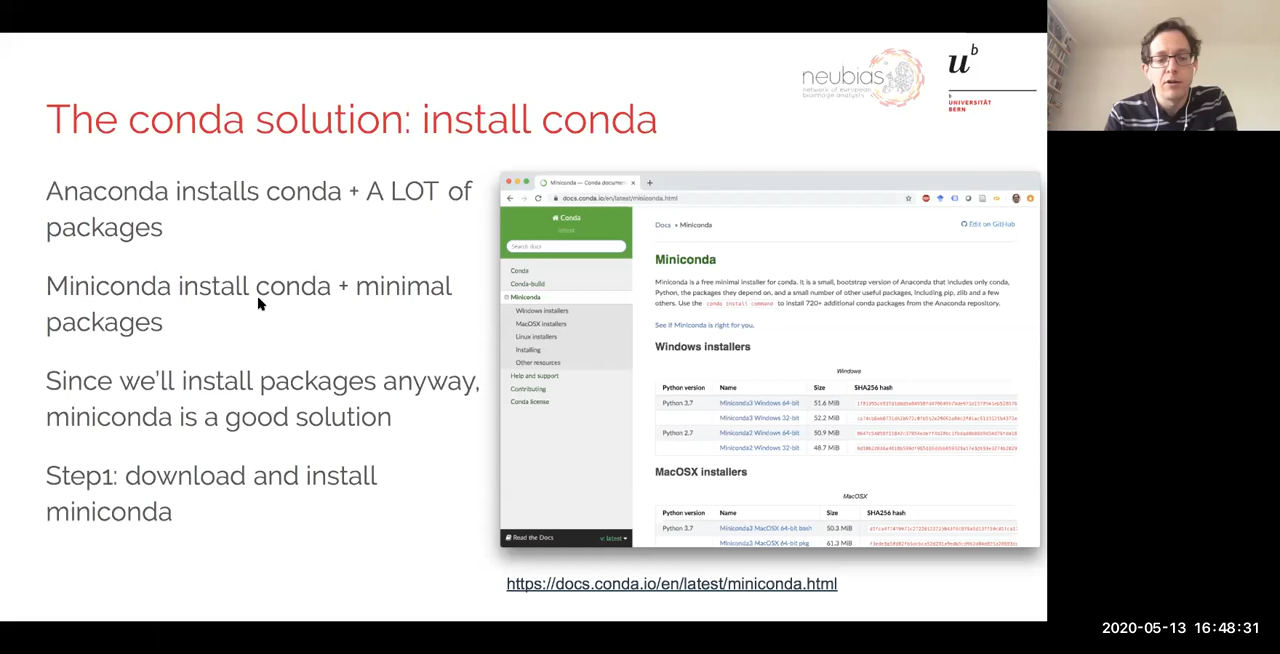 neubias
network of european
bioimage analysts
u b
b
UNIVERSITÄT
BERN
The conda solution: install conda
Anaconda installs conda + A LOT of
packages
Miniconda install conda + minimal
packages
Since we'll install packages anyway,
miniconda is a good solution
Step1: download and install
miniconda
Miniconda — Conda documen
docs.conda.io/en/latest/miniconda.html
Conda
latest
Search docs
Conda
Conda-build
Miniconda
Windows installers
MacOSX installers
Linux installers
Installing
Other resources
Help and support
Contributing
Conda license
Read the Docs
v: latest
Docs » Miniconda
Edit on GitHub
Miniconda
Miniconda is a free minimal installer for conda. It is a small, bootstrap version of Anaconda that includes only conda,
Python, the packages they depend on, and a small number of other useful packages, including pip, zlib and a few
others. Use the conda install command to install 720+ additional conda packages from the Anaconda repository.
See if Miniconda is right for you.
Windows installers
Windows
Python version Name Size SHA256 hash
Python 3.7 Miniconda3 Windows 64-bit 51.6 MiB
Miniconda3 Windows 32-bit 52.2 MiB
Python 2.7 Miniconda2 Windows 64-bit 50.9 MiB
Miniconda2 Windows 32-bit 48.7 MiB
MacOSX installers
MacOSX
Python version Name Size SHA256 hash
Python 3.7 Miniconda3 MacOSX 64-bit bash 50.3 MiB
Miniconda3 MacOSX 64-bit pkg 61.3 MiB
https://docs.conda.io/en/latest/miniconda.html
2020-05-13 16:48:31